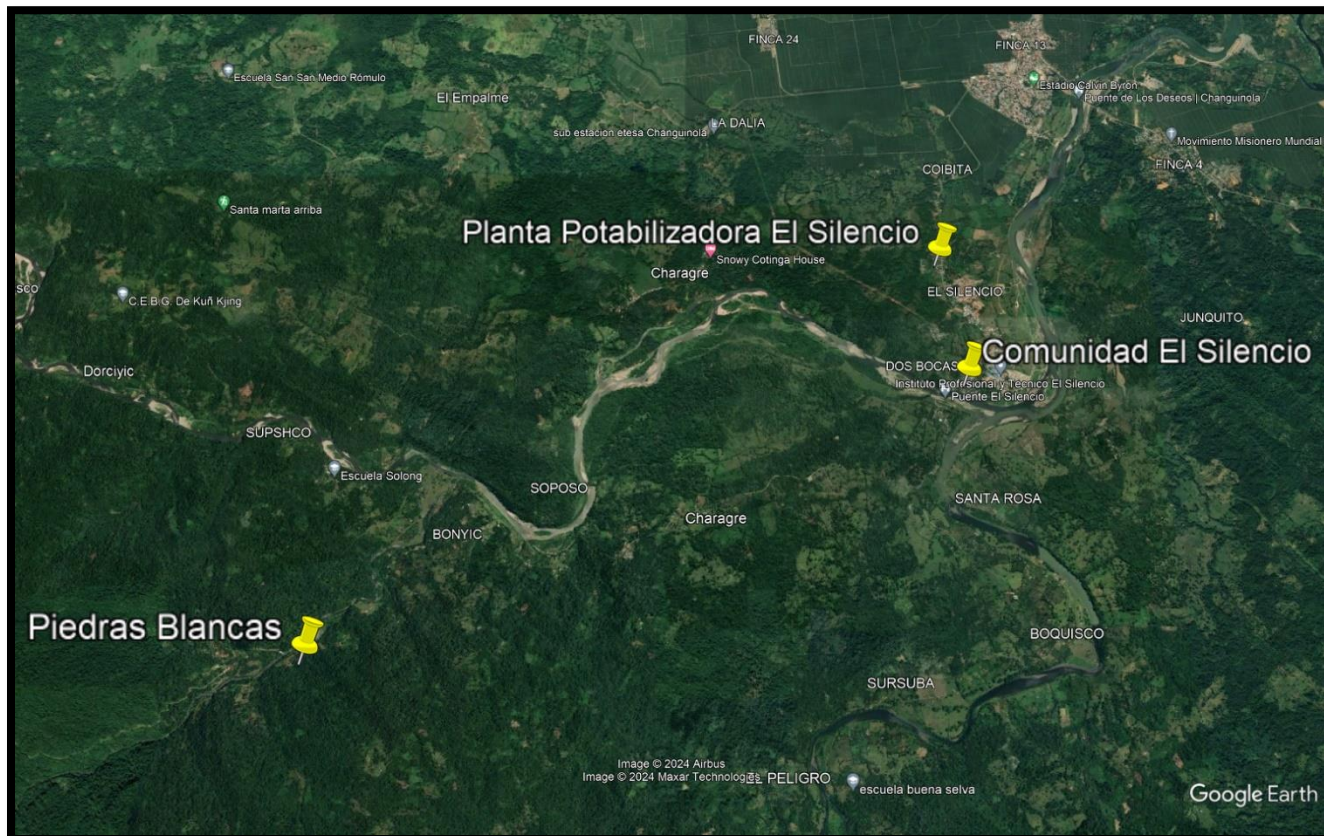 FINCA 24
FINCA 13
Escuela San San Medio Rómulo
Estadio Calvin Byron
El Empalme
Puente de Los Deseos | Changuinola
LA DALIA
sub estacion etesa Changuinola
Movimiento Misionero Mundial
FINCA 4
COIBITA
Santa marta arriba
Planta Potabilizadora El Silencio
Snowy Cotinga House
Charagre
sco
EL SILENCIO
C.E.B.G. De Kuñ Kjing
JUNQUITO
Comunidad El Silencio
DOS BOCAS
Dorciyic
Instituto Profesional y Técnico El Silencio
Puente El Silencio
SUPSHCO
Escuela Solong
SOPOSO
SANTA ROSA
Charagre
BONYIC
Piedras Blancas
BOQUISCO
SURSUBA
Image © 2024 Airbus
Image © 2024 Maxar Technologies
EL PELIGRO
escuela buena selva
Google Earth